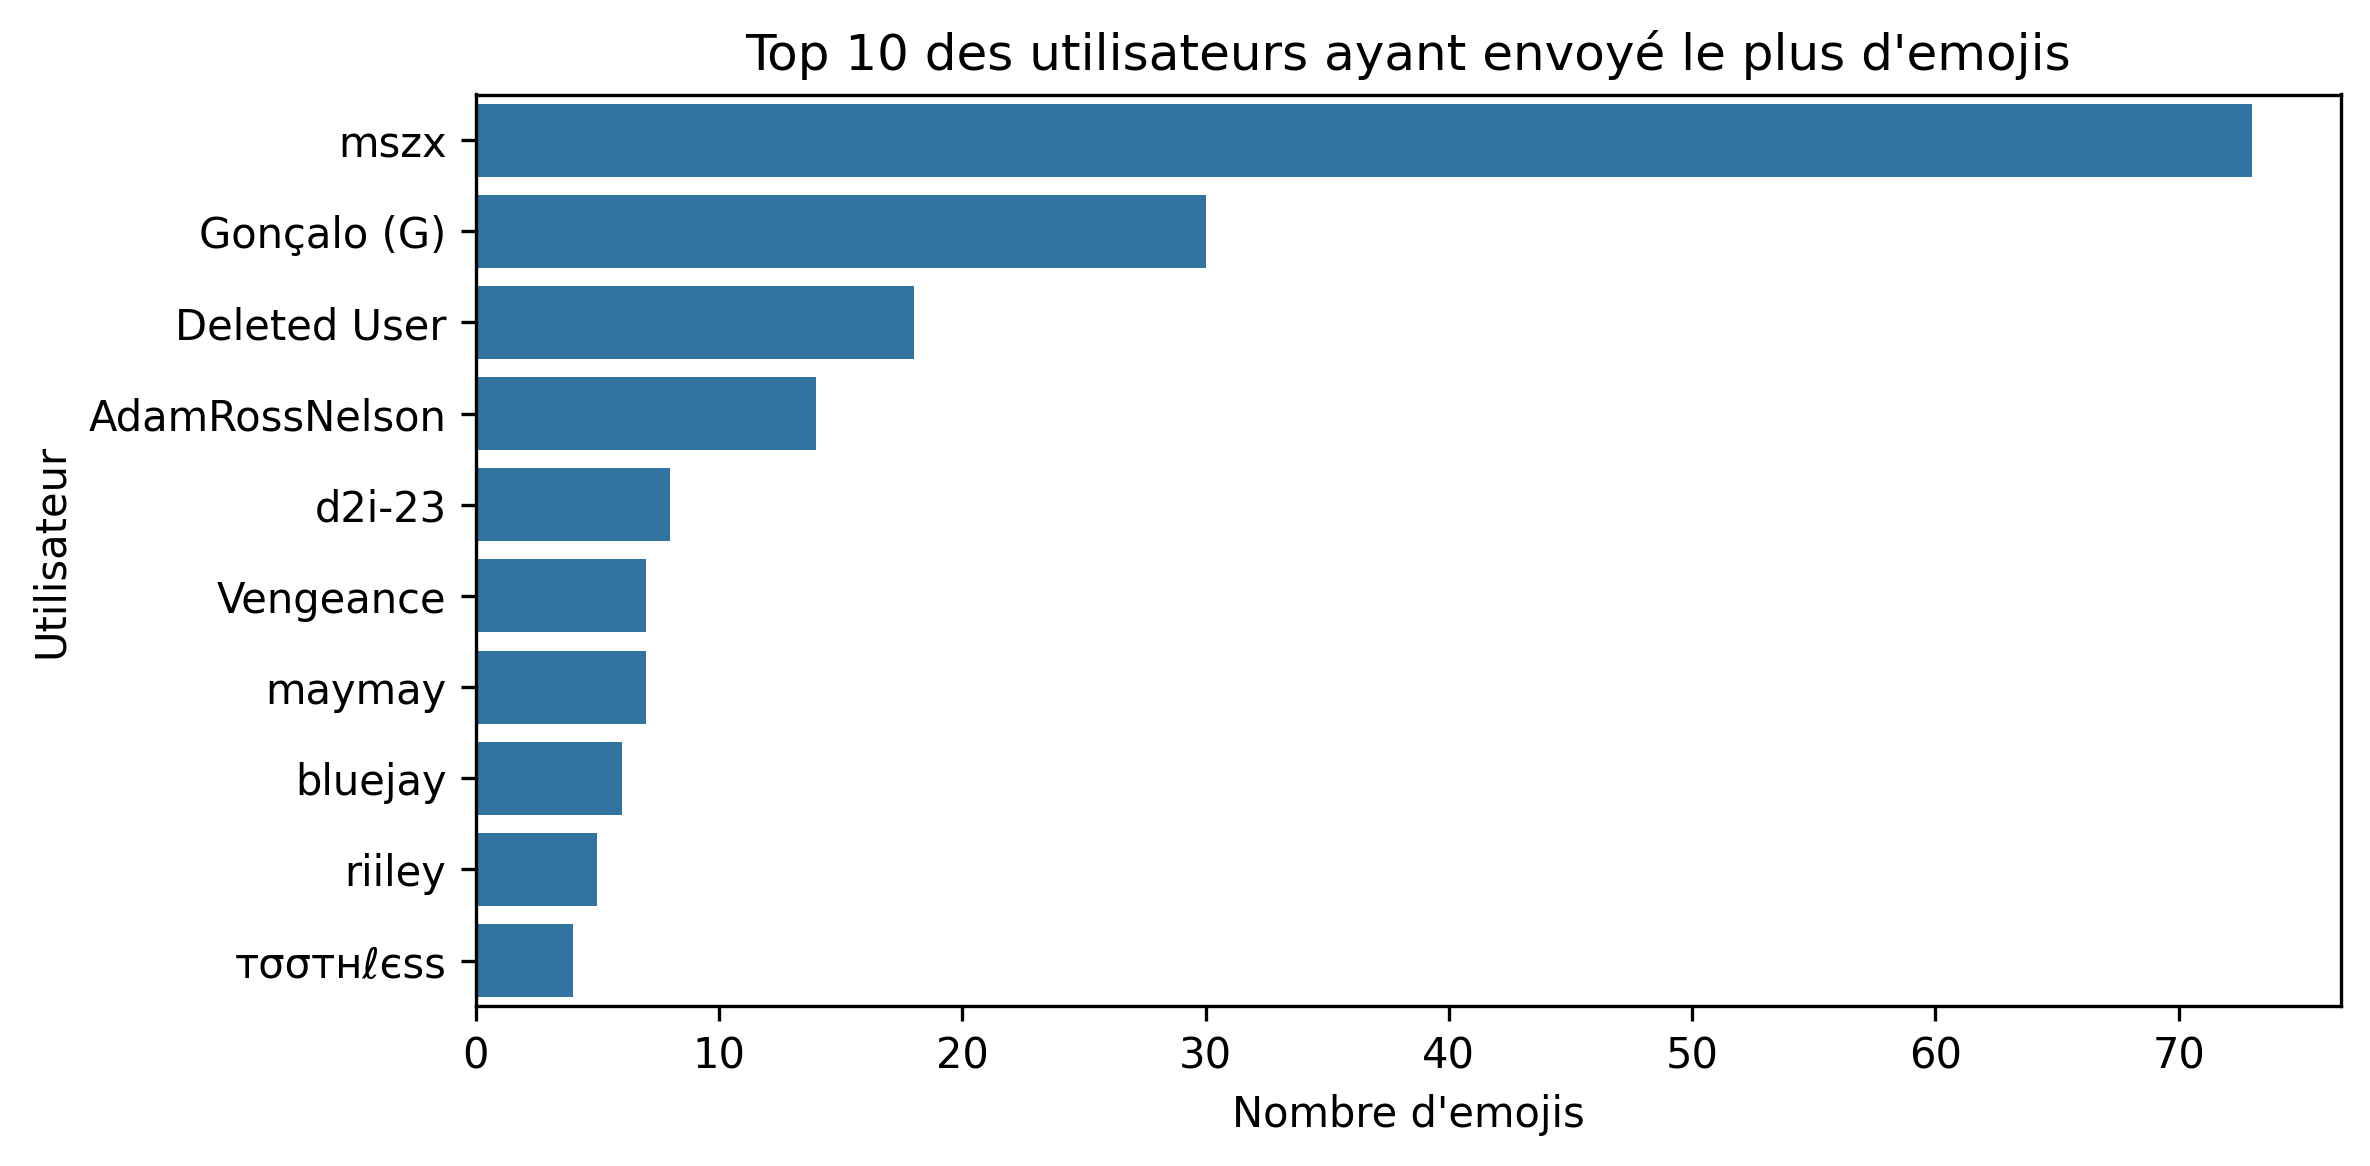 Top 10 des utilisateurs ayant envoyé le plus d'emojis
Utilisateur
mszx
Gonçalo (G)
Deleted User
AdamRossNelson
d2i-23
Vengeance
maymay
bluejay
riiley
тσσтнℓєѕѕ
0 10 20 30 40 50 60 70
Nombre d'emojis